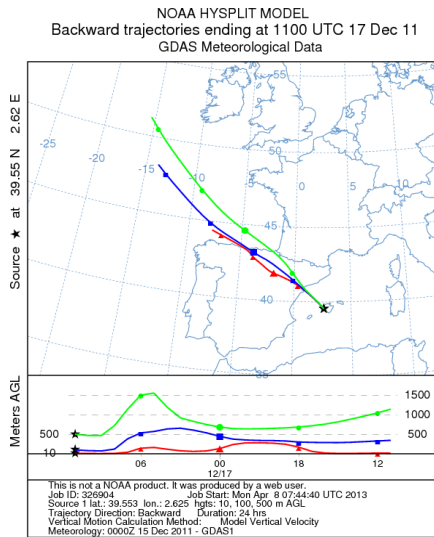 NOAA HYSPLIT MODEL
Backward trajectories ending at 1100 UTC 17 Dec 11
GDAS Meteorological Data
Source ★ at 39.55 N 2.62 E
-25
-20
-15
-10
-5
0
5
55
50
45
40
35
Meters AGL
1500
1000
500
500
10
06
00
18
12
12/17
This is not a NOAA product. It was produced by a web user.
Job ID: 326904 Job Start: Mon Apr 8 07:44:40 UTC 2013
Source 1 lat.: 39.553 lon.: 2.625 hgts: 10, 100, 500 m AGL
Trajectory Direction: Backward Duration: 24 hrs
Vertical Motion Calculation Method: Model Vertical Velocity
Meteorology: 0000Z 15 Dec 2011 - GDAS1